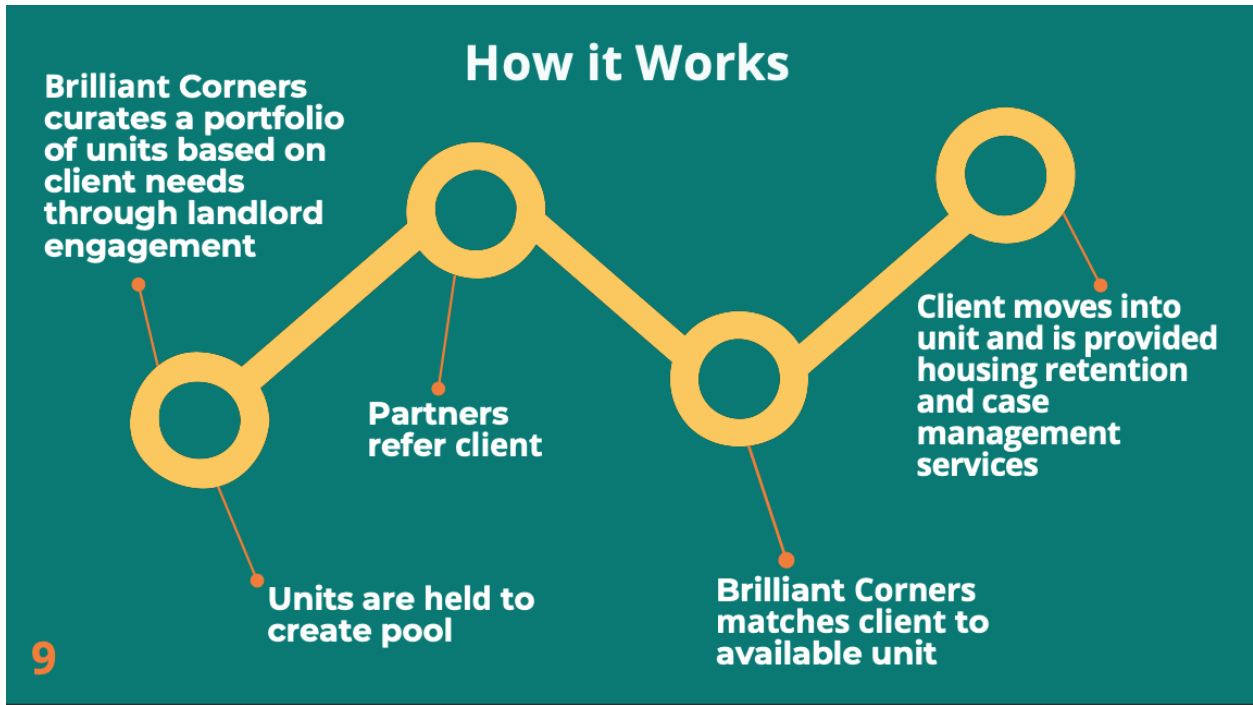 How it Works
Brilliant Corners
curates a portfolio
of units based on
client needs
through landlord
engagement
Units are held to
create pool
Partners
refer client
Brilliant Corners
matches client to
available unit
Client moves into
unit and is provided
housing retention
and case
management
services
9